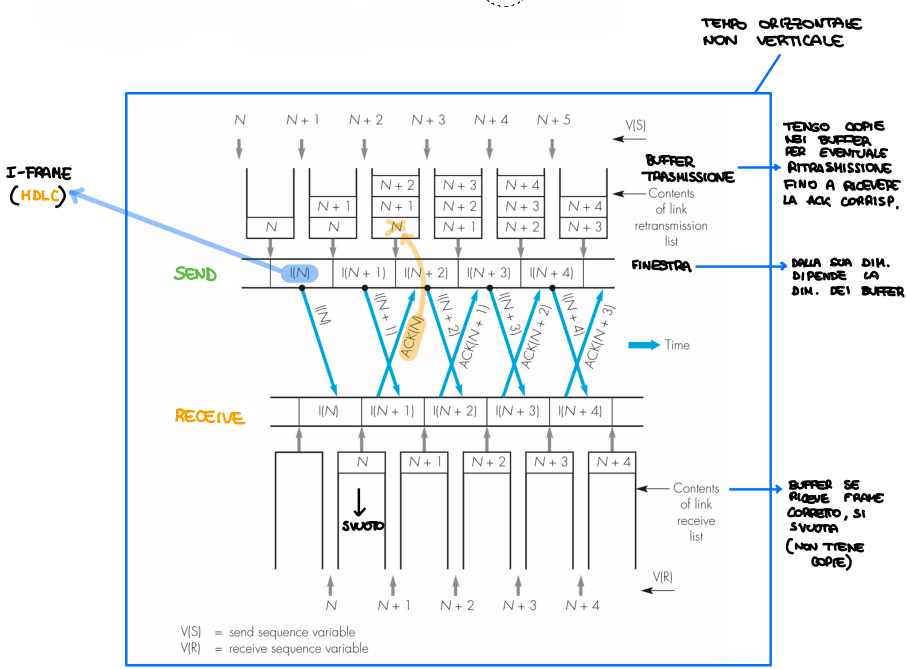 TEMPO ORIZZONTALE
NON VERTICALE
N
N + 1
N + 2
N + 3
N + 4
N + 5
V(S)
TENGO COPIE
NEI BUFFER
PER EVENTUALE
RITRASMISSIONE
FINO A RICEVERE
LA ACK CORRISP.
I-FRAME
(HDLC)
BUFFER
TRASMISSIONE
Contents
of link
retransmission
list
N
N + 1
N
N + 2
N + 1
N
N + 3
N + 2
N + 1
N + 4
N + 3
N + 2
N + 4
N + 3
SEND
I(N)
I(N + 1)
I(N + 2)
I(N + 3)
I(N + 4)
FINESTRA
DALLA SUA DIM.
DIPENDE LA
DIM. DEI BUFFER
I(N)
I(N + 1)
ACK(N)
I(N + 2)
ACK(N + 1)
I(N + 3)
ACK(N + 2)
I(N + 4)
ACK(N + 3)
Time
RECEIVE
I(N)
I(N + 1)
I(N + 2)
I(N + 3)
I(N + 4)
N
N + 1
N + 2
N + 3
N + 4
SVUOTO
Contents
of link
receive
list
BUFFER SE
RICEVE FRAME
CORRETTO, SI
SVUOTA
(NON TIENE
COPIE)
V(R)
N
N + 1
N + 2
N + 3
N + 4
V(S) = send sequence variable
V(R) = receive sequence variable